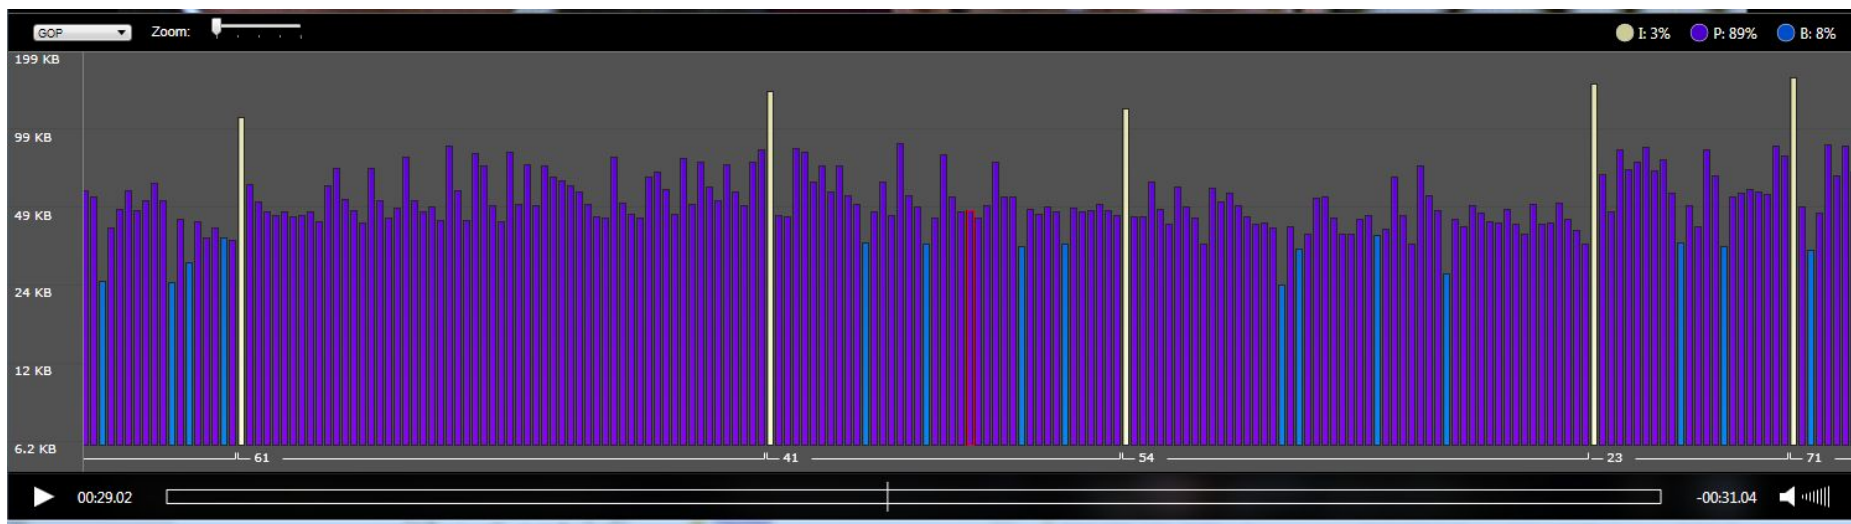 GOP Zoom: I: 3% P: 89% B: 8%
199 KB
99 KB
49 KB
24 KB
12 KB
6.2 KB
61 41 54 23 71
00:29.02 -00:31.04